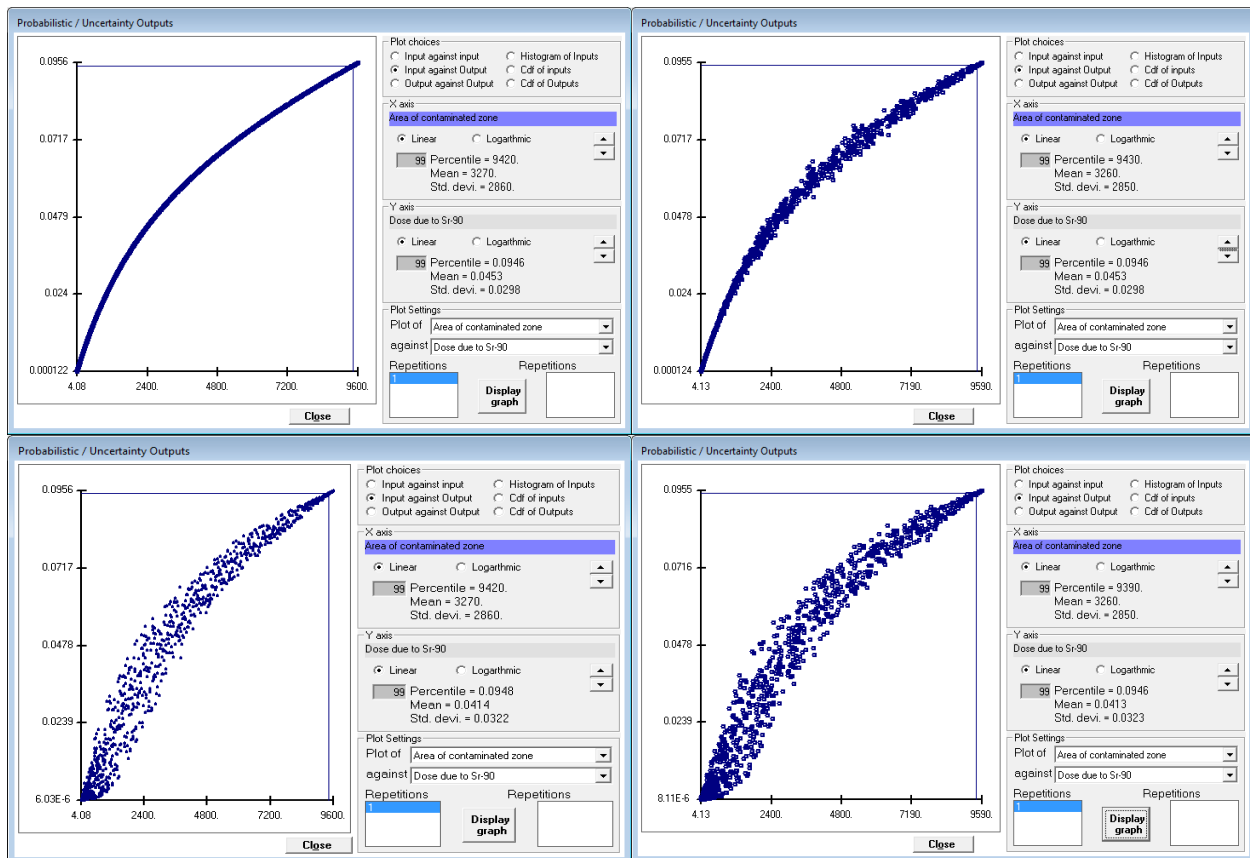 Probabilistic / Uncertainty Outputs
0.0956
0.0717
0.0479
0.024
0.000122
4.08 2400. 4800. 7200. 9600.
Close
Plot choices
Input against input Histogram of Inputs
Input against Output Cdf of inputs
Output against Output Cdf of Outputs
X axis
Area of contaminated zone
Linear Logarthmic
99 Percentile = 9420.
Mean = 3270.
Std. devi. = 2860.
Y axis
Dose due to Sr-90
Linear Logarthmic
99 Percentile = 0.0946
Mean = 0.0453
Std. devi. = 0.0298
Plot Settings
Plot of Area of contaminated zone
against Dose due to Sr-90
Repetitions Repetitions
1
Display
graph
Probabilistic / Uncertainty Outputs
0.0955
0.0717
0.0478
0.024
0.000124
4.13 2400. 4800. 7190. 9590.
Close
Plot choices
Input against input Histogram of Inputs
Input against Output Cdf of inputs
Output against Output Cdf of Outputs
X axis
Area of contaminated zone
Linear Logarthmic
99 Percentile = 9430.
Mean = 3260.
Std. devi. = 2850.
Y axis
Dose due to Sr-90
Linear Logarthmic
99 Percentile = 0.0946
Mean = 0.0453
Std. devi. = 0.0298
Plot Settings
Plot of Area of contaminated zone
against Dose due to Sr-90
Repetitions Repetitions
1
Display
graph
Probabilistic / Uncertainty Outputs
0.0956
0.0717
0.0478
0.0239
6.03E-6
4.08 2400. 4800. 7200. 9600.
Close
Plot choices
Input against input Histogram of Inputs
Input against Output Cdf of inputs
Output against Output Cdf of Outputs
X axis
Area of contaminated zone
Linear Logarthmic
99 Percentile = 9420.
Mean = 3270.
Std. devi. = 2860.
Y axis
Dose due to Sr-90
Linear Logarthmic
99 Percentile = 0.0948
Mean = 0.0414
Std. devi. = 0.0322
Plot Settings
Plot of Area of contaminated zone
against Dose due to Sr-90
Repetitions Repetitions
1
Display
graph
Probabilistic / Uncertainty Outputs
0.0955
0.0716
0.0478
0.0239
8.11E-6
4.13 2400. 4800. 7190. 9590.
Close
Plot choices
Input against input Histogram of Inputs
Input against Output Cdf of inputs
Output against Output Cdf of Outputs
X axis
Area of contaminated zone
Linear Logarthmic
99 Percentile = 9390.
Mean = 3260.
Std. devi. = 2850.
Y axis
Dose due to Sr-90
Linear Logarthmic
99 Percentile = 0.0946
Mean = 0.0413
Std. devi. = 0.0323
Plot Settings
Plot of Area of contaminated zone
against Dose due to Sr-90
Repetitions Repetitions
1
Display
graph